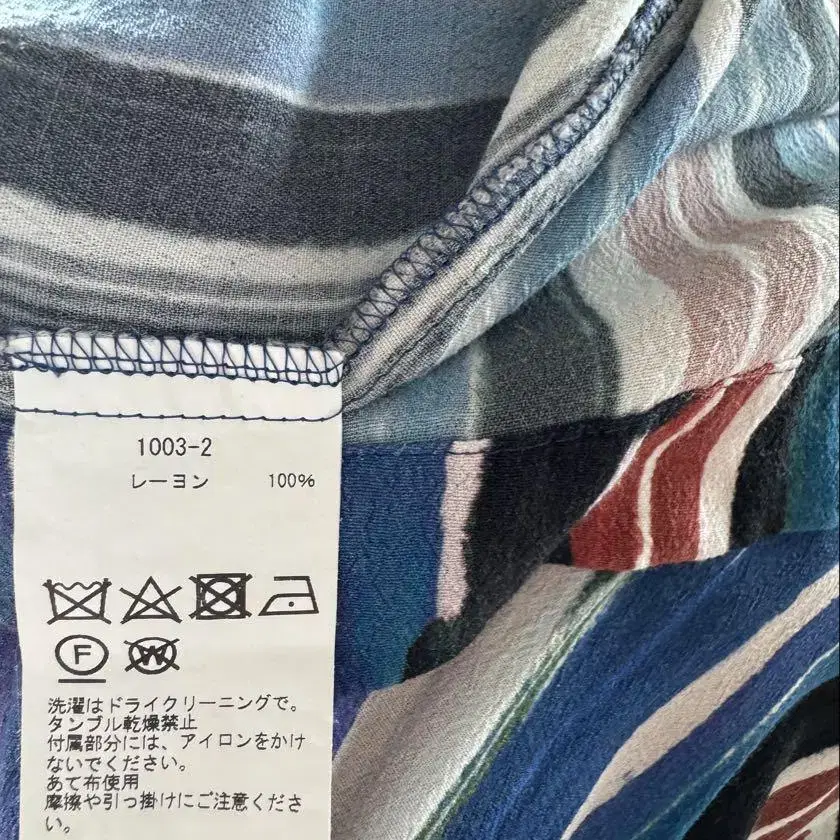 1003-2
レーヨン 100%
F
W
洗濯はドライクリーニングで。
タンブル乾燥禁止
付属部分には、アイロンをかけ
ないでください。
あて布使用
摩擦や引っ掛けにご注意くださ
い。